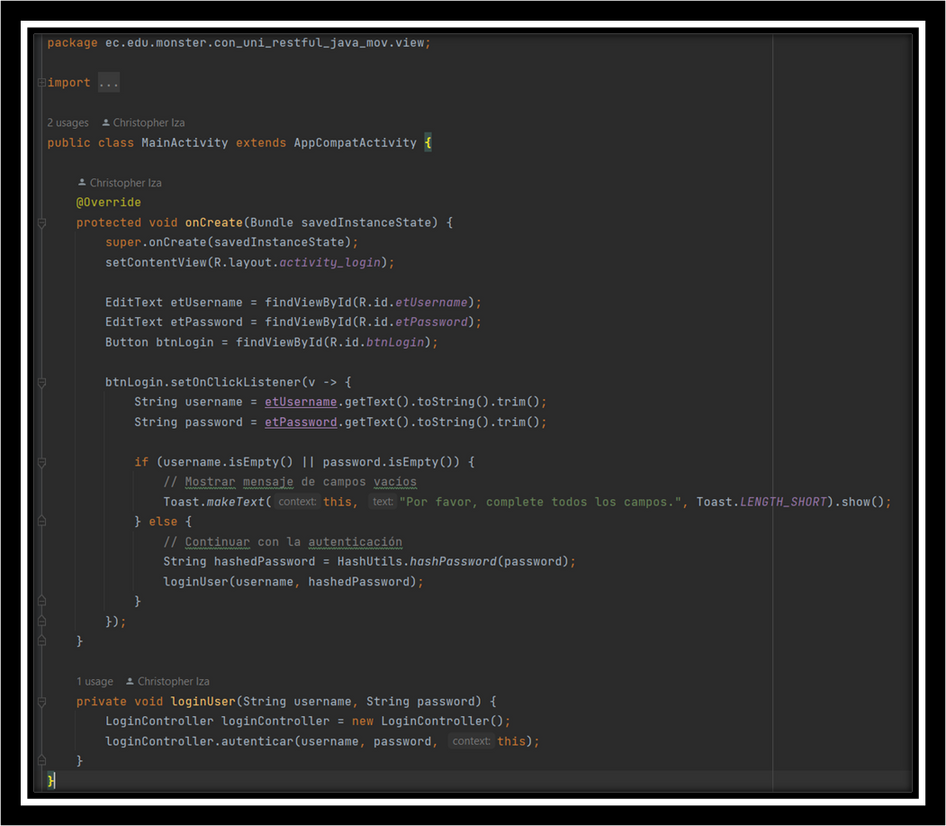 package ec.edu.monster.con_uni_restful_java_mov.view;
import ...
2 usages Christopher Iza
public class MainActivity extends AppCompatActivity {
Christopher Iza
@Override
protected void onCreate(Bundle savedInstanceState) {
super.onCreate(savedInstanceState);
setContentView(R.layout.activity_login);
EditText etUsername = findViewById(R.id.etUsername);
EditText etPassword = findViewById(R.id.etPassword);
Button btnLogin = findViewById(R.id.btnLogin);
btnLogin.setOnClickListener(v -> {
String username = etUsername.getText().toString().trim();
String password = etPassword.getText().toString().trim();
if (username.isEmpty() || password.isEmpty()) {
// Mostrar mensaje de campos vacios
Toast.makeText( context: this, text: "Por favor, complete todos los campos.", Toast.LENGTH_SHORT).show();
} else {
// Continuar con la autenticación
String hashedPassword = HashUtils.hashPassword(password);
loginUser(username, hashedPassword);
}
});
}
1 usage Christopher Iza
private void loginUser(String username, String password) {
LoginController loginController = new LoginController();
loginController.autenticar(username, password, context: this);
}
}